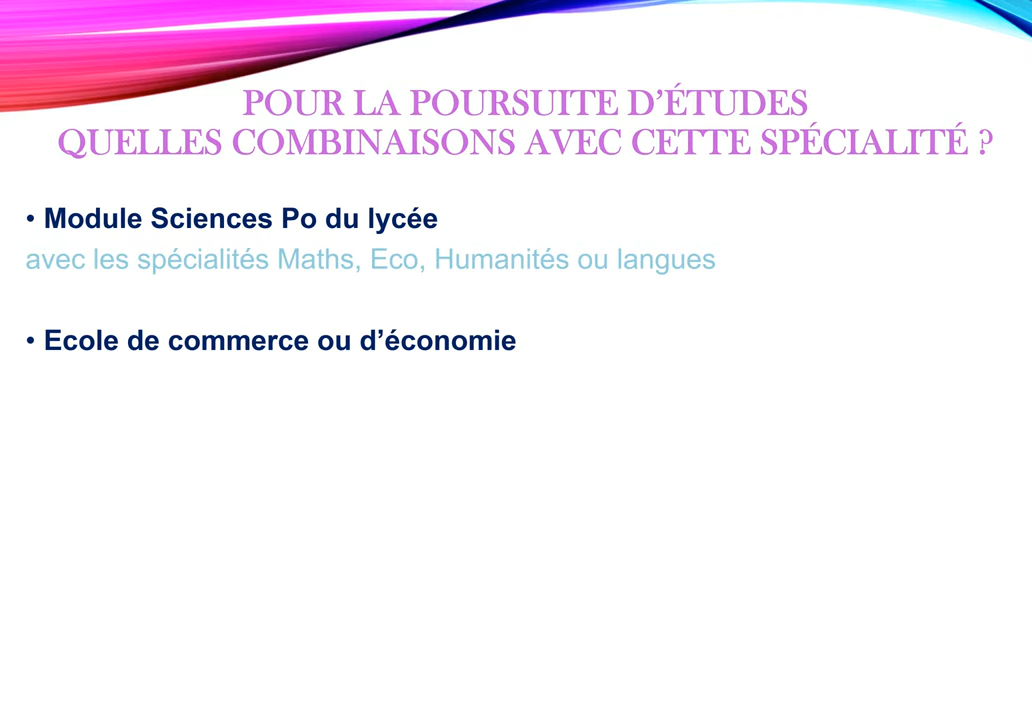 POUR LA POURSUITE D’ÉTUDES
QUELLES COMBINAISONS AVEC CETTE SPÉCIALITÉ ?
• Module Sciences Po du lycée
avec les spécialités Maths, Eco, Humanités ou langues
• Ecole de commerce ou d’économie